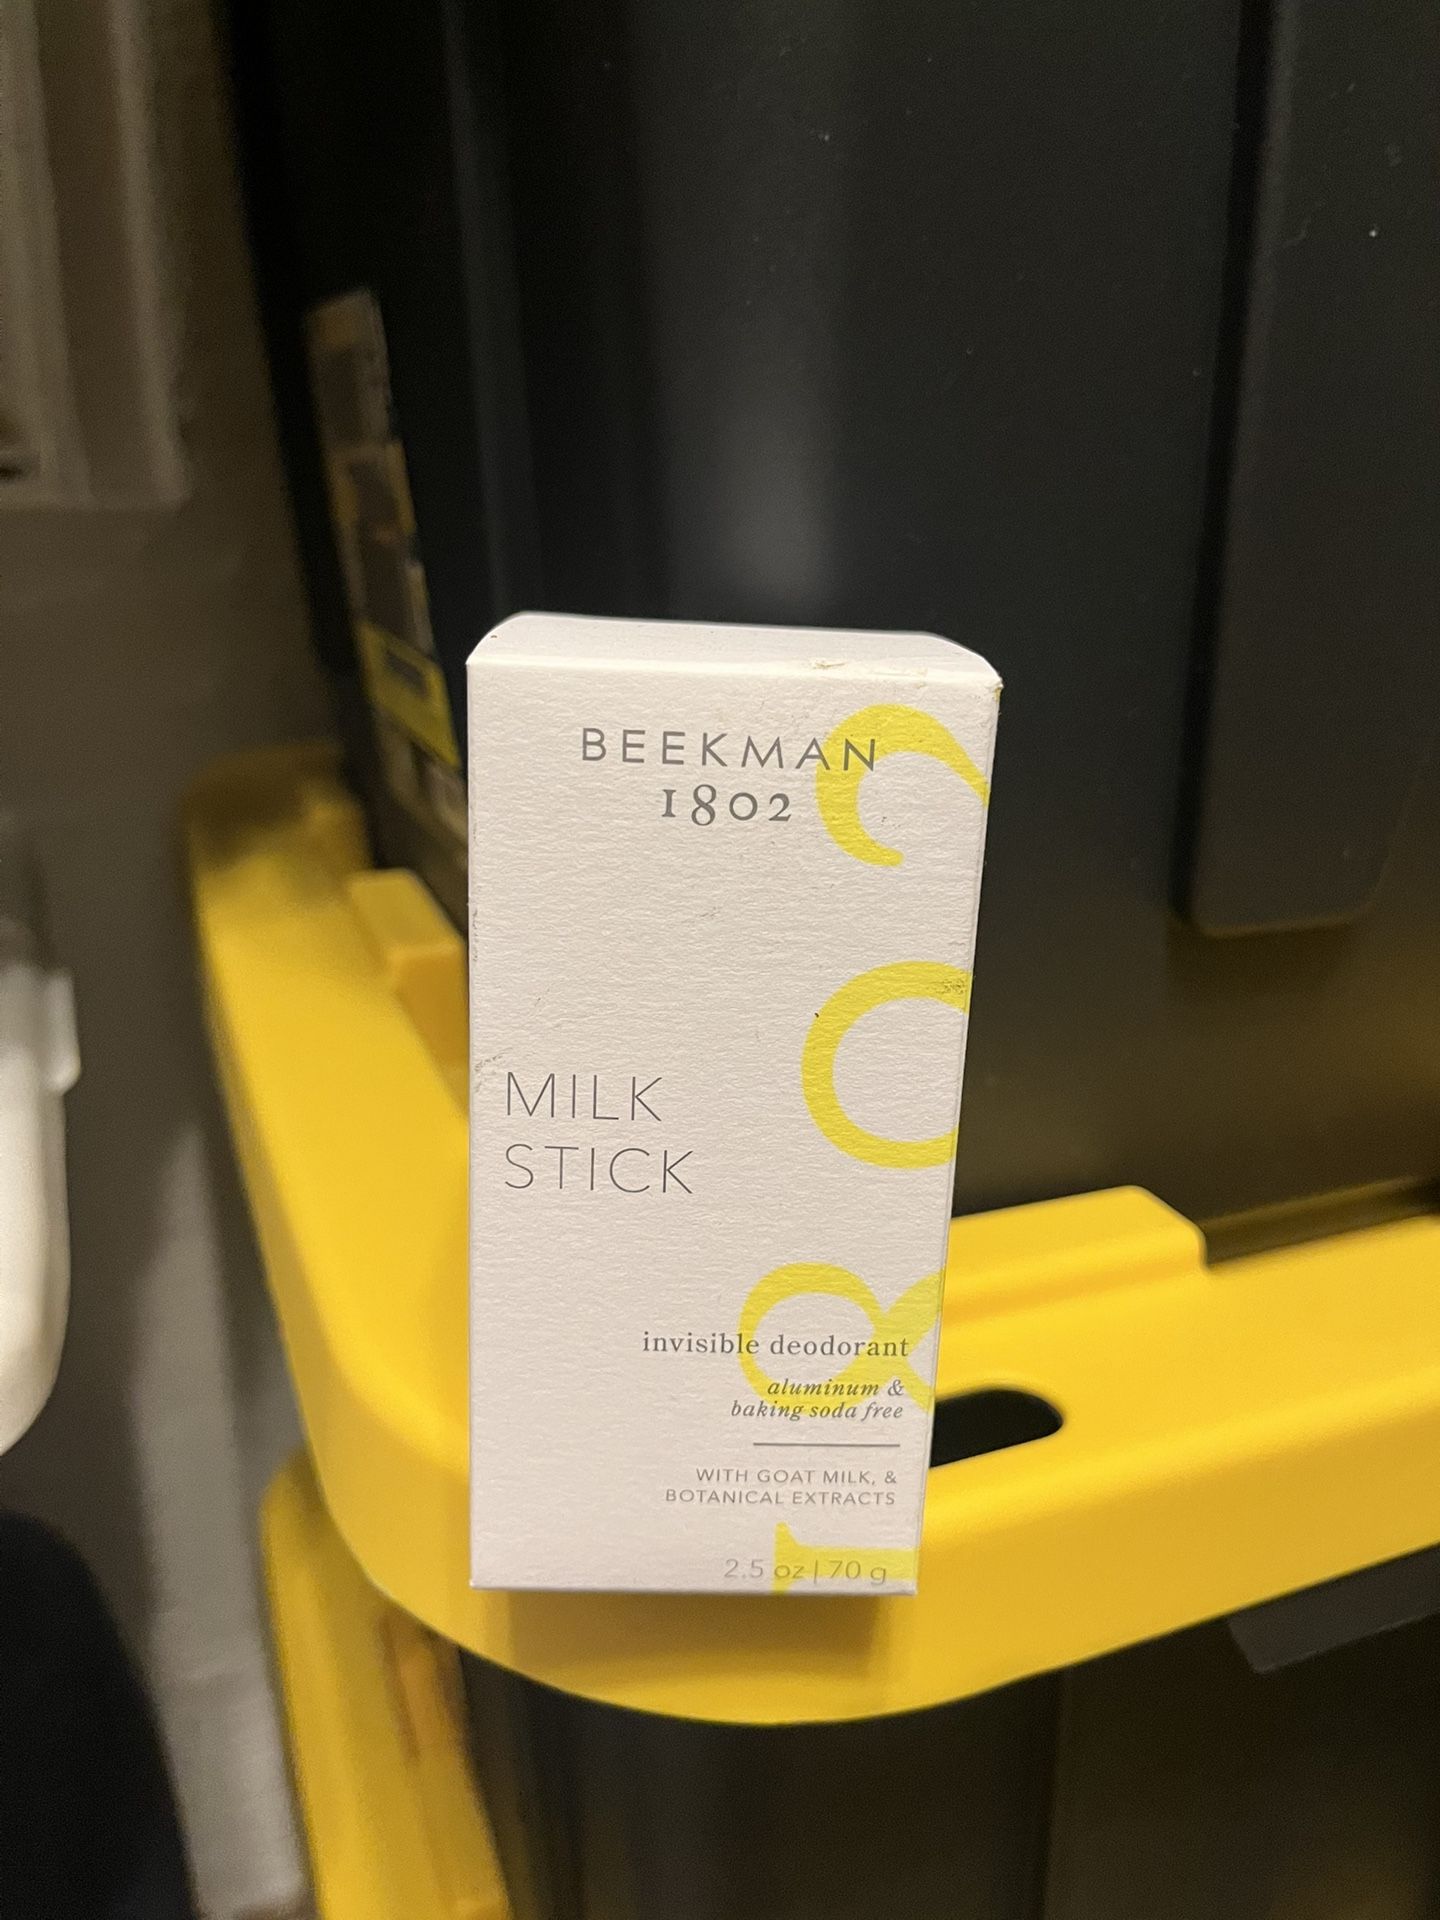 BEEKMAN
1802
MILK
STICK
invisible deodorant
aluminum &
baking soda free
WITH GOAT MILK, &
BOTANICAL EXTRACTS
2.5 oz | 70 g
1802